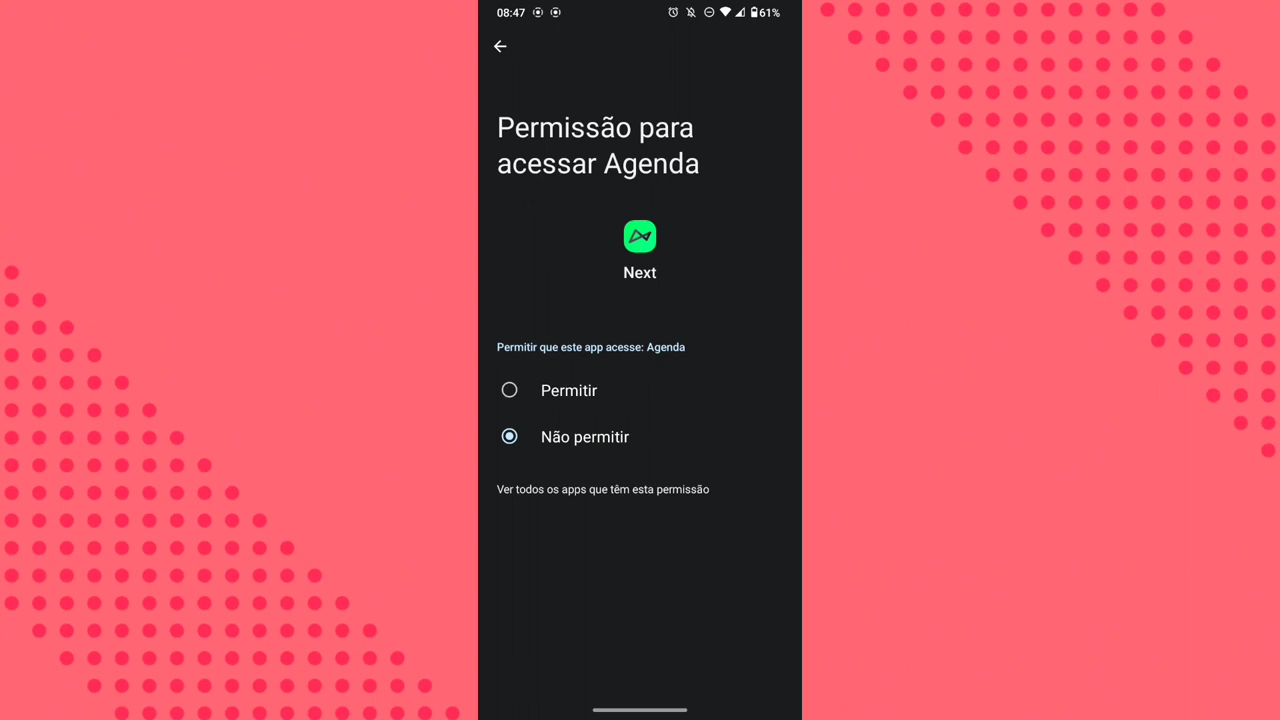 08:47
61%
Permissão para
acessar Agenda
Next
Permitir que este app acesse: Agenda
Permitir
Não permitir
Ver todos os apps que têm esta permissão